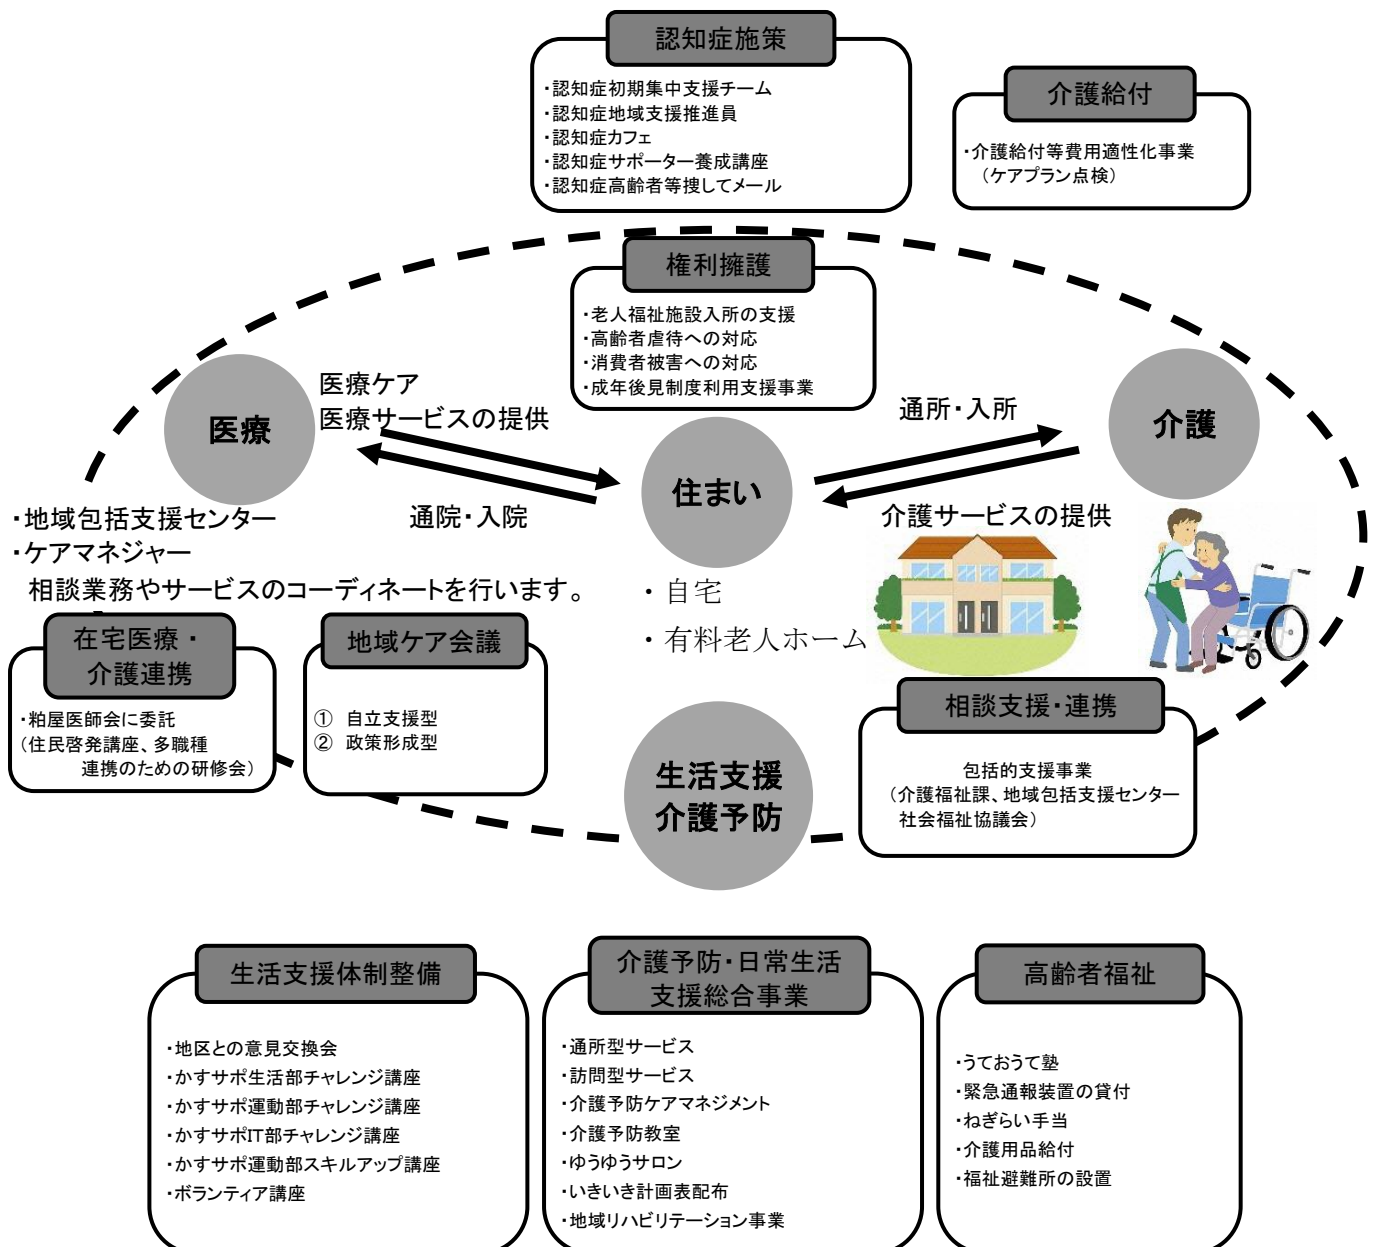 認知症施策
・認知症初期集中支援チーム
・認知症地域支援推進員
・認知症カフェ
・認知症サポーター養成講座
・認知症高齢者等捜してメール
介護給付
・介護給付等費用適性化事業
(ケアプラン点検)
権利擁護
・老人福祉施設入所の支援
・高齢者虐待への対応
・消費者被害への対応
・成年後見制度利用支援事業
医療
医療ケア
医療サービスの提供
通院・入院
住まい
・自宅
・有料老人ホーム
通所・入所
介護サービスの提供
介護
・地域包括支援センター
・ケアマネジャー
相談業務やサービスのコーディネートを行います。
在宅医療・
介護連携
・粕屋医師会に委託
(住民啓発講座、多職種
連携のための研修会)
地域ケア会議
① 自立支援型
② 政策形成型
生活支援
介護予防
相談支援・連携
包括的支援事業
(介護福祉課、地域包括支援センター
社会福祉協議会)
生活支援体制整備
・地区との意見交換会
・かすサポ生活部チャレンジ講座
・かすサポ運動部チャレンジ講座
・かすサポIT部チャレンジ講座
・かすサポ運動部スキルアップ講座
・ボランティア講座
介護予防・日常生活
支援総合事業
・通所型サービス
・訪問型サービス
・介護予防ケアマネジメント
・介護予防教室
・ゆうゆうサロン
・いきいき計画表配布
・地域リハビリテーション事業
高齢者福祉
・うておうて塾
・緊急通報装置の貸付
・ねぎらい手当
・介護用品給付
・福祉避難所の設置